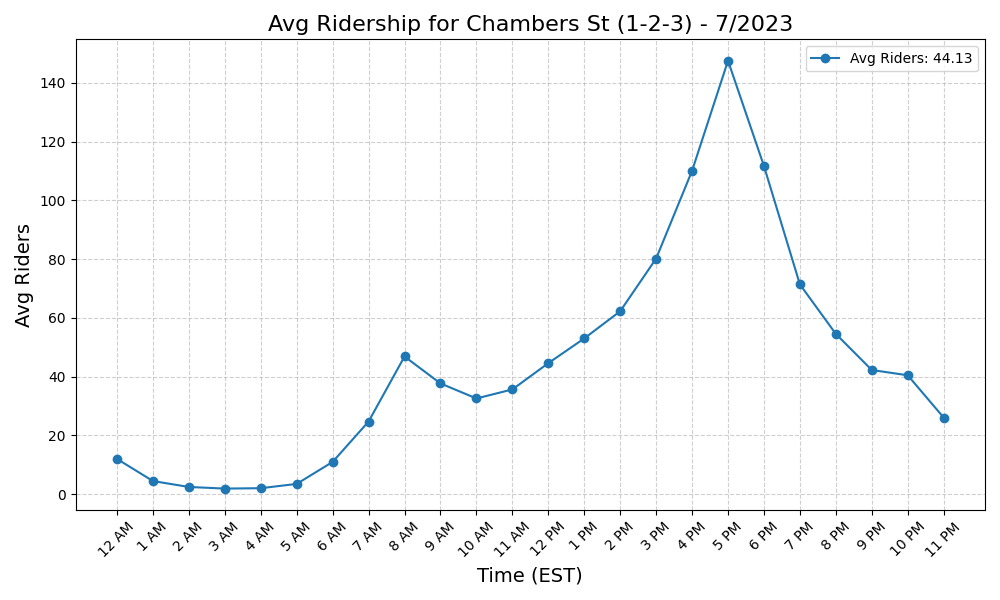 Avg Ridership for Chambers St (1-2-3) - 7/2023
Avg Riders: 44.13
Avg Riders
140
120
100
80
60
40
20
0
12 AM
1 AM
2 AM
3 AM
4 AM
5 AM
6 AM
7 AM
8 AM
9 AM
10 AM
11 AM
12 PM
1 PM
2 PM
3 PM
4 PM
5 PM
6 PM
7 PM
8 PM
9 PM
10 PM
11 PM
Time (EST)